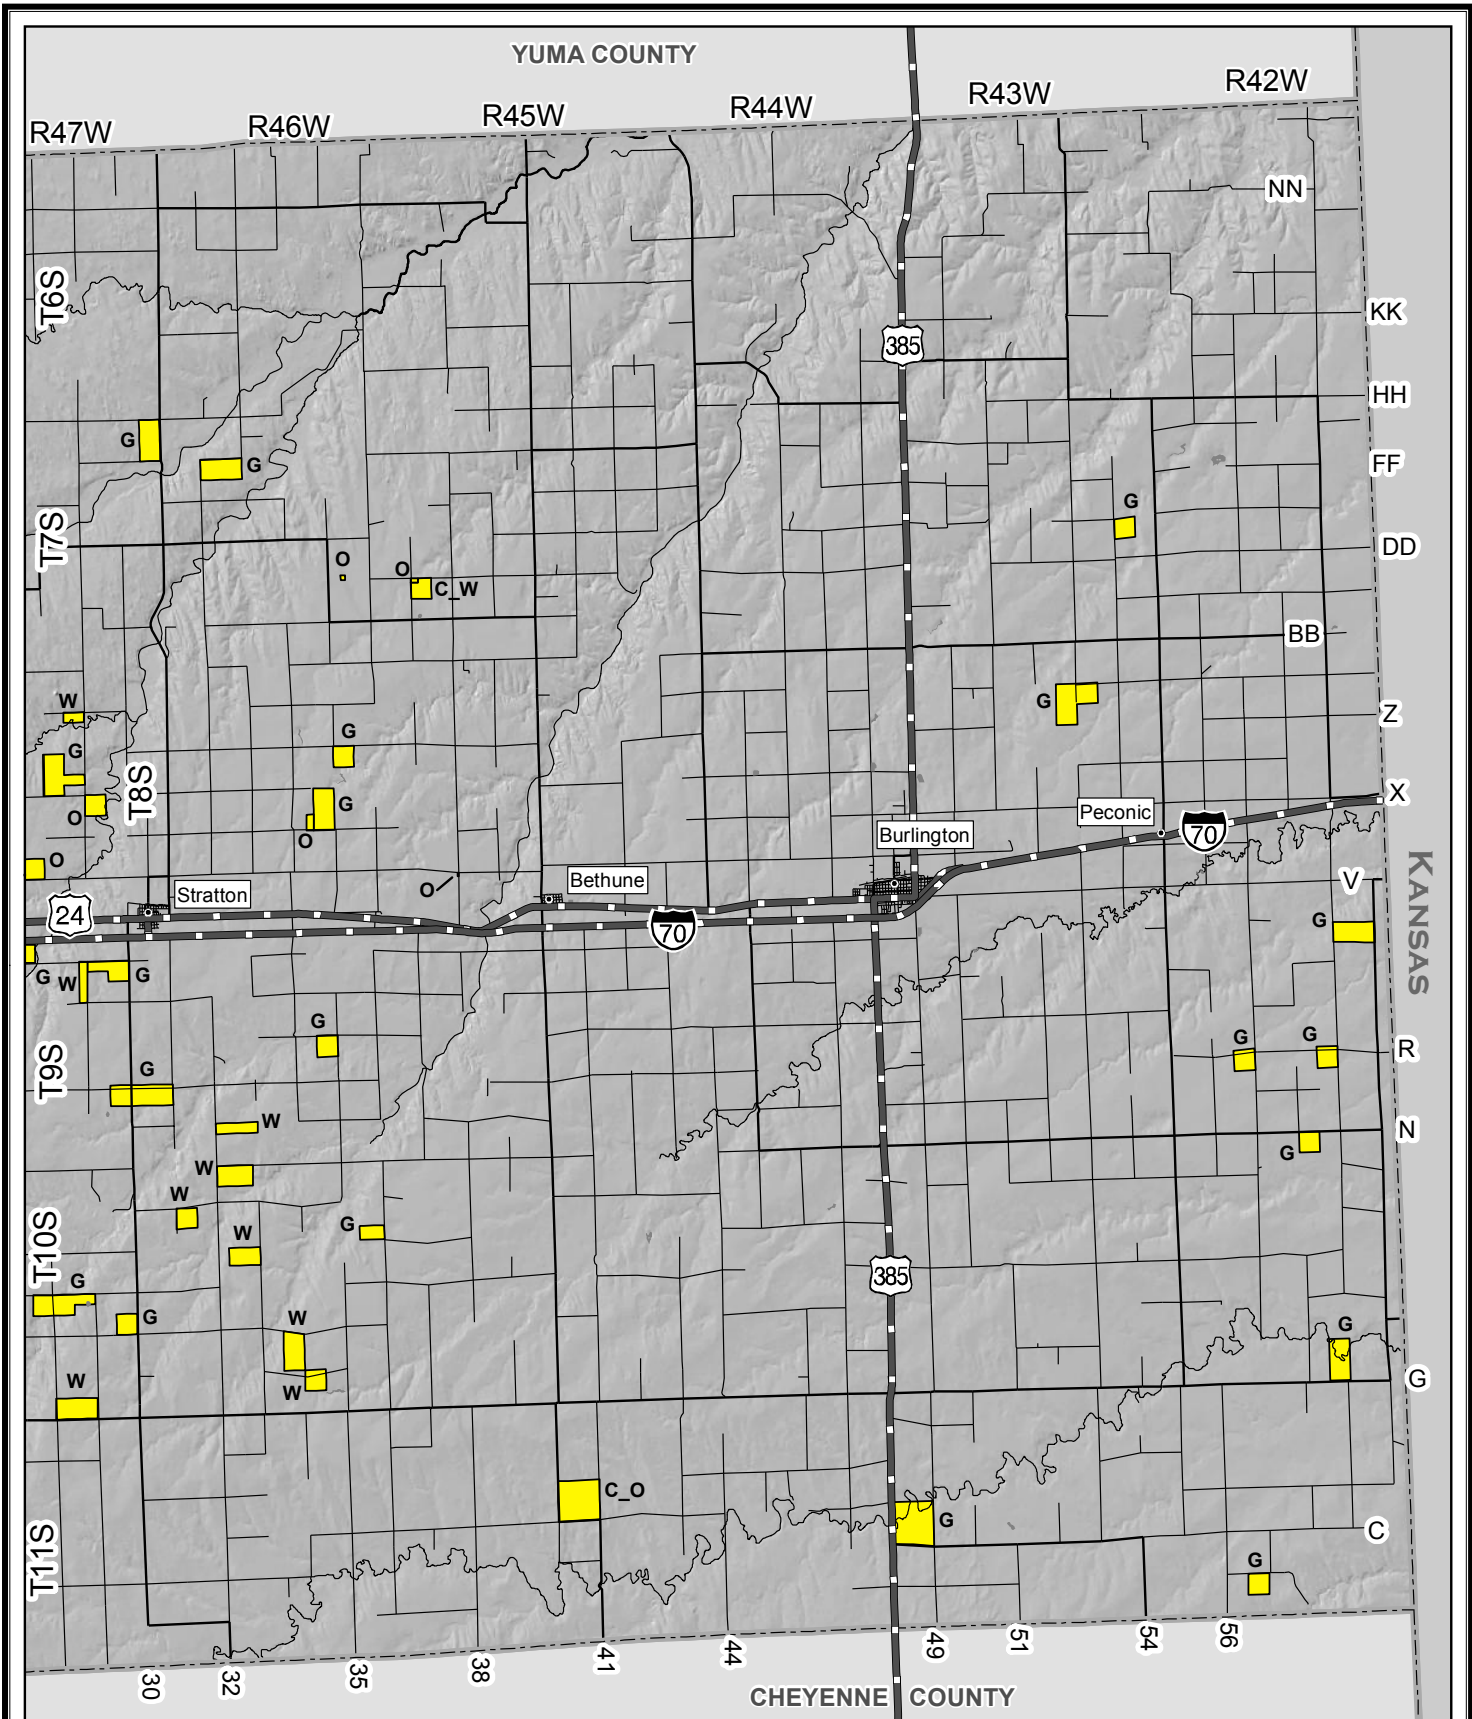 YUMA COUNTY
R42W
R43W
R44W
R45W
R46W
R47W
NN
T6S
KK
385
HH
G
G
FF
G
T7S
DD
O
O
C_W
BB
W
G
Z
G
G
T8S
G
X
O
O
Peconic
70
Burlington
O
Bethune
V
O
Stratton
24
70
G
KANSAS
G
W
G
G
G
G
R
T9S
G
W
N
G
W
W
G
W
T10S
385
G
G
W
G
W
W
G
C_O
G
C
T11S
G
30
32
35
38
41
44
49
51
54
56
CHEYENNE COUNTY